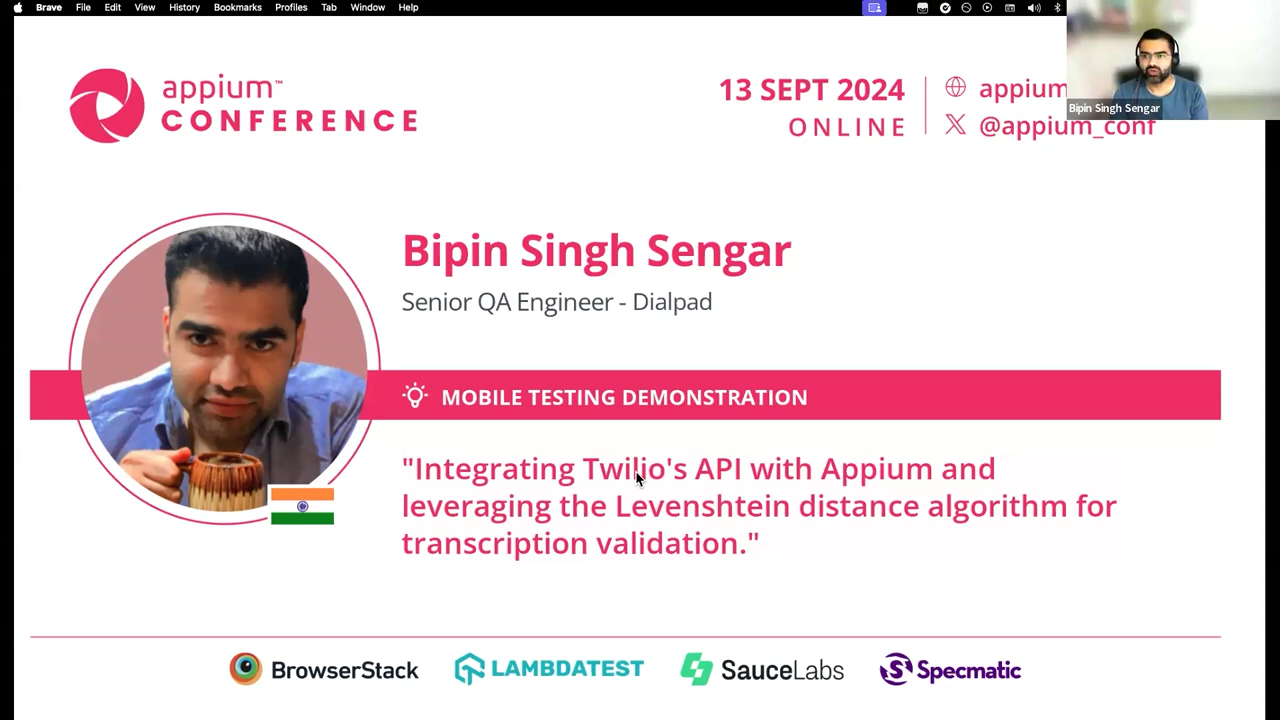 Brave File Edit View History Bookmarks Profiles Tab Window Help
appium™
CONFERENCE
13 SEPT 2024
ONLINE
appium
@appium_conf
Bipin Singh Sengar
Bipin Singh Sengar
Senior QA Engineer - Dialpad
MOBILE TESTING DEMONSTRATION
"Integrating Twilio's API with Appium and
leveraging the Levenshtein distance algorithm for
transcription validation."
BrowserStack LAMBDATEST SauceLabs Specmatic